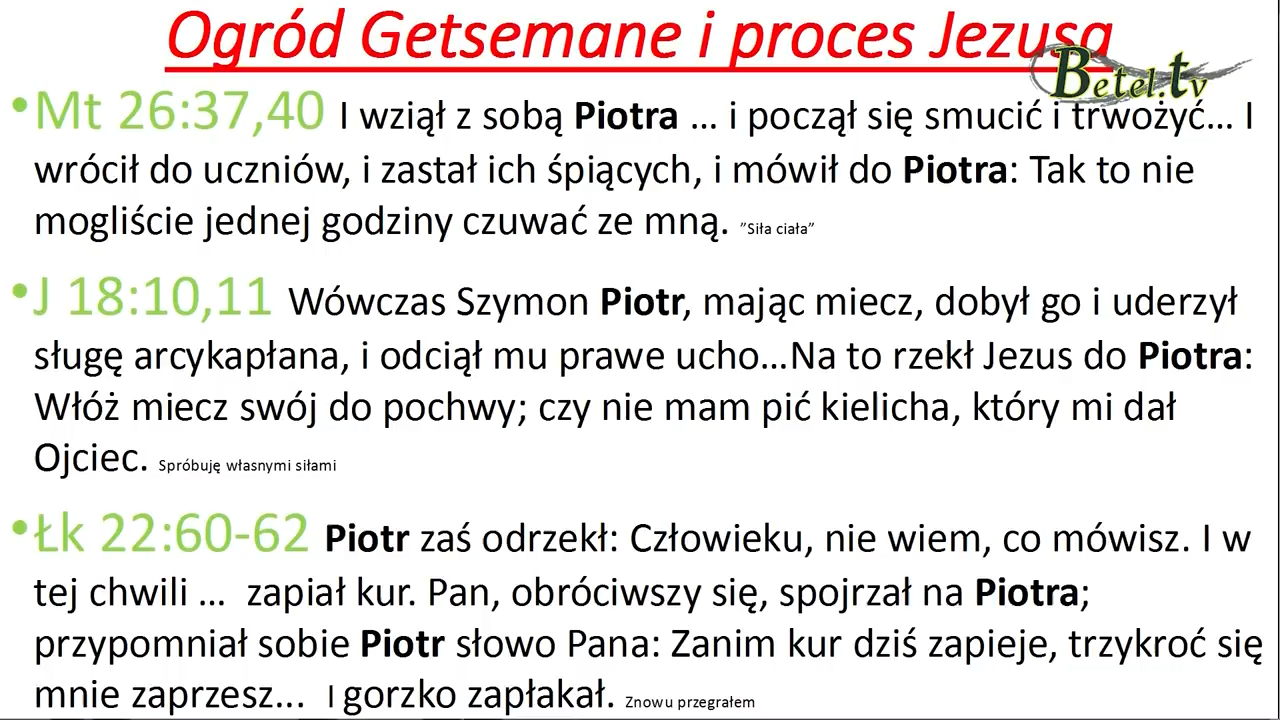 Ogród Getsemane i proces Jezusa
Betel.tv
•Mt 26:37,40 I wziął z sobą Piotra ... i począł się smucić i trwożyć... I
wrócił do uczniów, i zastał ich śpiących, i mówił do Piotra: Tak to nie
mogliście jednej godziny czuwać ze mną. ”Siła ciała”
•J 18:10,11 Wówczas Szymon Piotr, mając miecz, dobył go i uderzył
sługę arcykapłana, i odciął mu prawe ucho...Na to rzekł Jezus do Piotra:
Włóż miecz swój do pochwy; czy nie mam pić kielicha, który mi dał
Ojciec. Spróbuję własnymi siłami
•Łk 22:60-62 Piotr zaś odrzekł: Człowieku, nie wiem, co mówisz. I w
tej chwili ... zapiał kur. Pan, obróciwszy się, spojrzał na Piotra;
przypomniał sobie Piotr słowo Pana: Zanim kur dziś zapieje, trzykroć się
mnie zaprzesz... I gorzko zapłakał. Znowu przegrałem